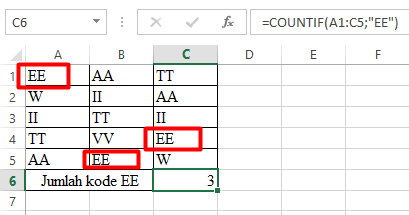 C6 =COUNTIF(A1:C5;"EE")
A B C D E F
1 EE AA TT
2 W II AA
3 II TT II
4 TT VV EE
5 AA EE W
6 Jumlah kode EE 3
7